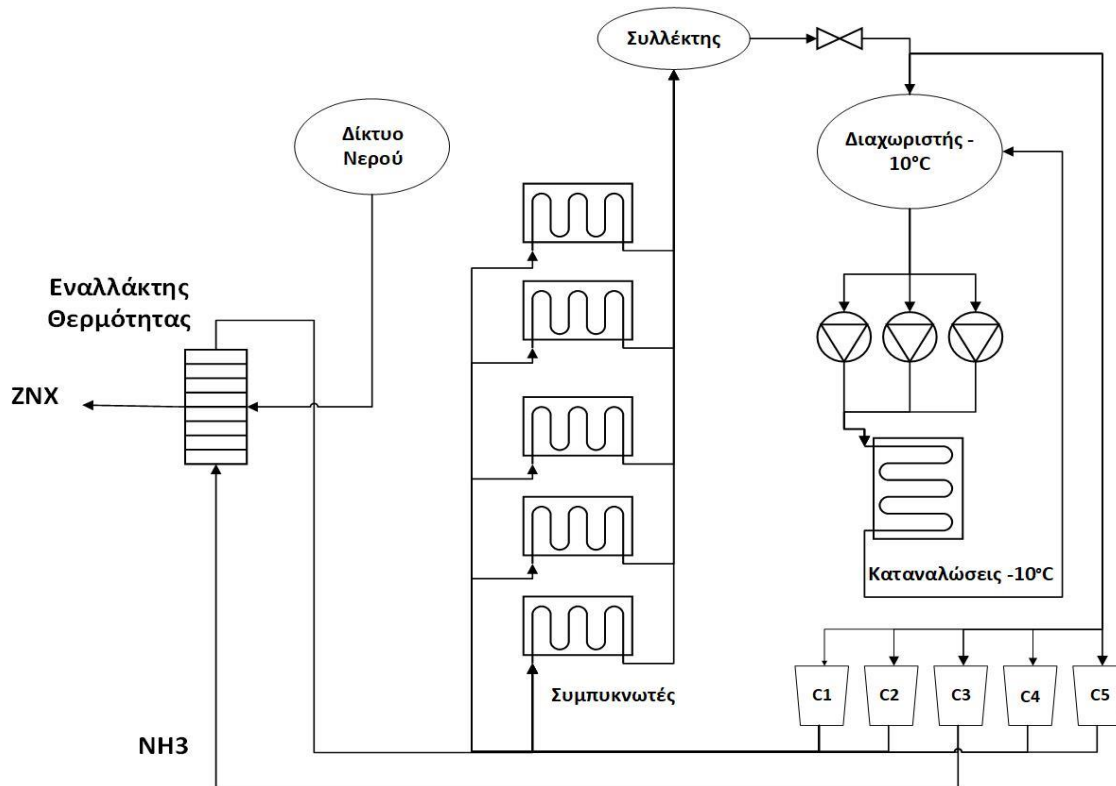 Συλλέκτης
Δίκτυο
Νερού
Διαχωριστής -
10°C
Εναλλάκτης
Θερμότητας
ΖΝΧ
Καταναλώσεις -10°C
Συμπυκνωτές
C1
C2
C3
C4
C5
NH3